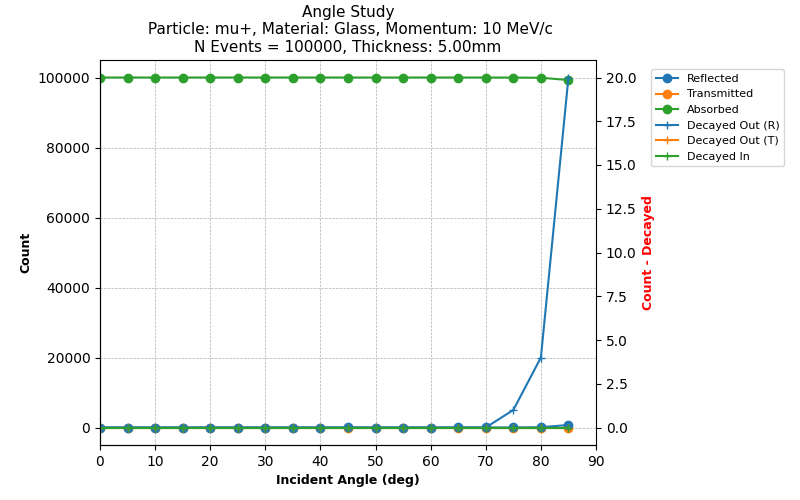 Angle Study
Particle: mu+, Material: Glass, Momentum: 10 MeV/c
N Events = 100000, Thickness: 5.00mm
100000
80000
60000
40000
20000
0
Count
0 10 20 30 40 50 60 70 80 90
Incident Angle (deg)
20.0
17.5
15.0
12.5
10.0
7.5
5.0
2.5
0.0
Count - Decayed
Reflected
Transmitted
Absorbed
Decayed Out (R)
Decayed Out (T)
Decayed In